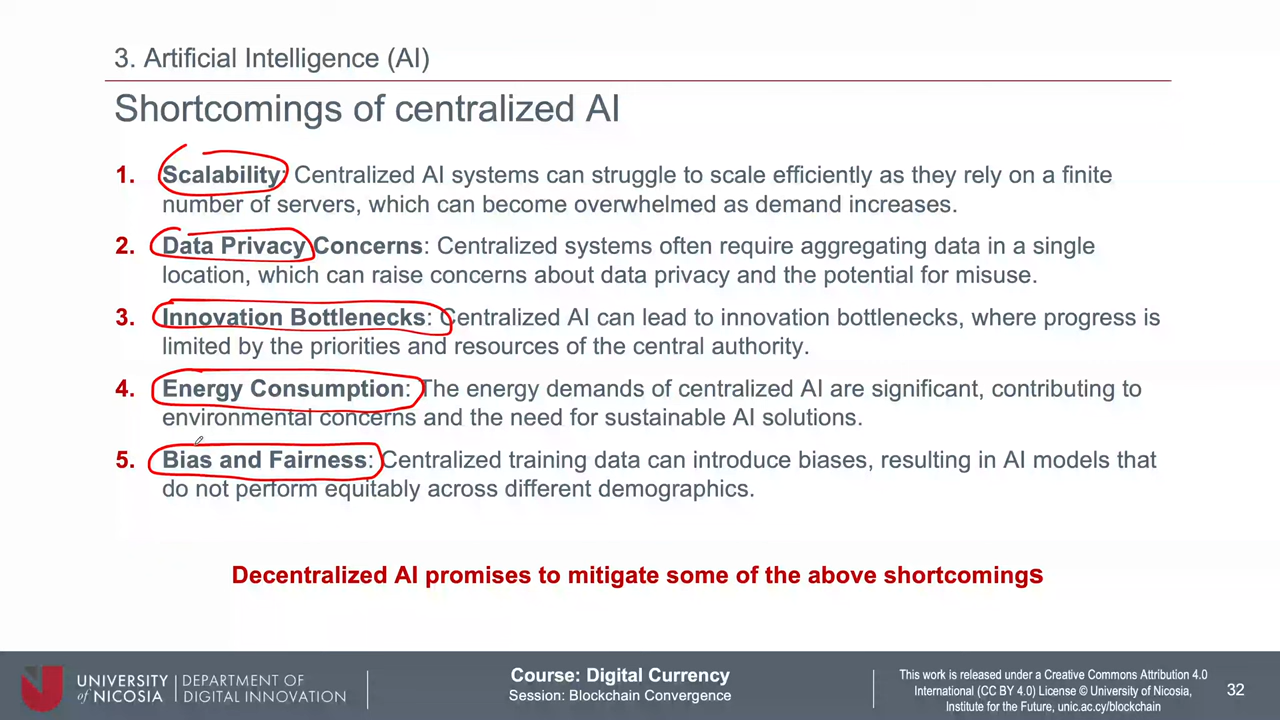 3. Artificial Intelligence (AI)
Shortcomings of centralized AI
1. Scalability: Centralized AI systems can struggle to scale efficiently as they rely on a finite
number of servers, which can become overwhelmed as demand increases.
2. Data Privacy Concerns: Centralized systems often require aggregating data in a single
location, which can raise concerns about data privacy and the potential for misuse.
3. Innovation Bottlenecks: Centralized AI can lead to innovation bottlenecks, where progress is
limited by the priorities and resources of the central authority.
4. Energy Consumption: The energy demands of centralized AI are significant, contributing to
environmental concerns and the need for sustainable AI solutions.
5. Bias and Fairness: Centralized training data can introduce biases, resulting in AI models that
do not perform equitably across different demographics.
Decentralized AI promises to mitigate some of the above shortcomings
UNIVERSITY
of NICOSIA
DEPARTMENT OF
DIGITAL INNOVATION
Course: Digital Currency
Session: Blockchain Convergence
This work is released under a Creative Commons Attribution 4.0
International (CC BY 4.0) License © University of Nicosia,
Institute for the Future, unic.ac.cy/blockchain
32